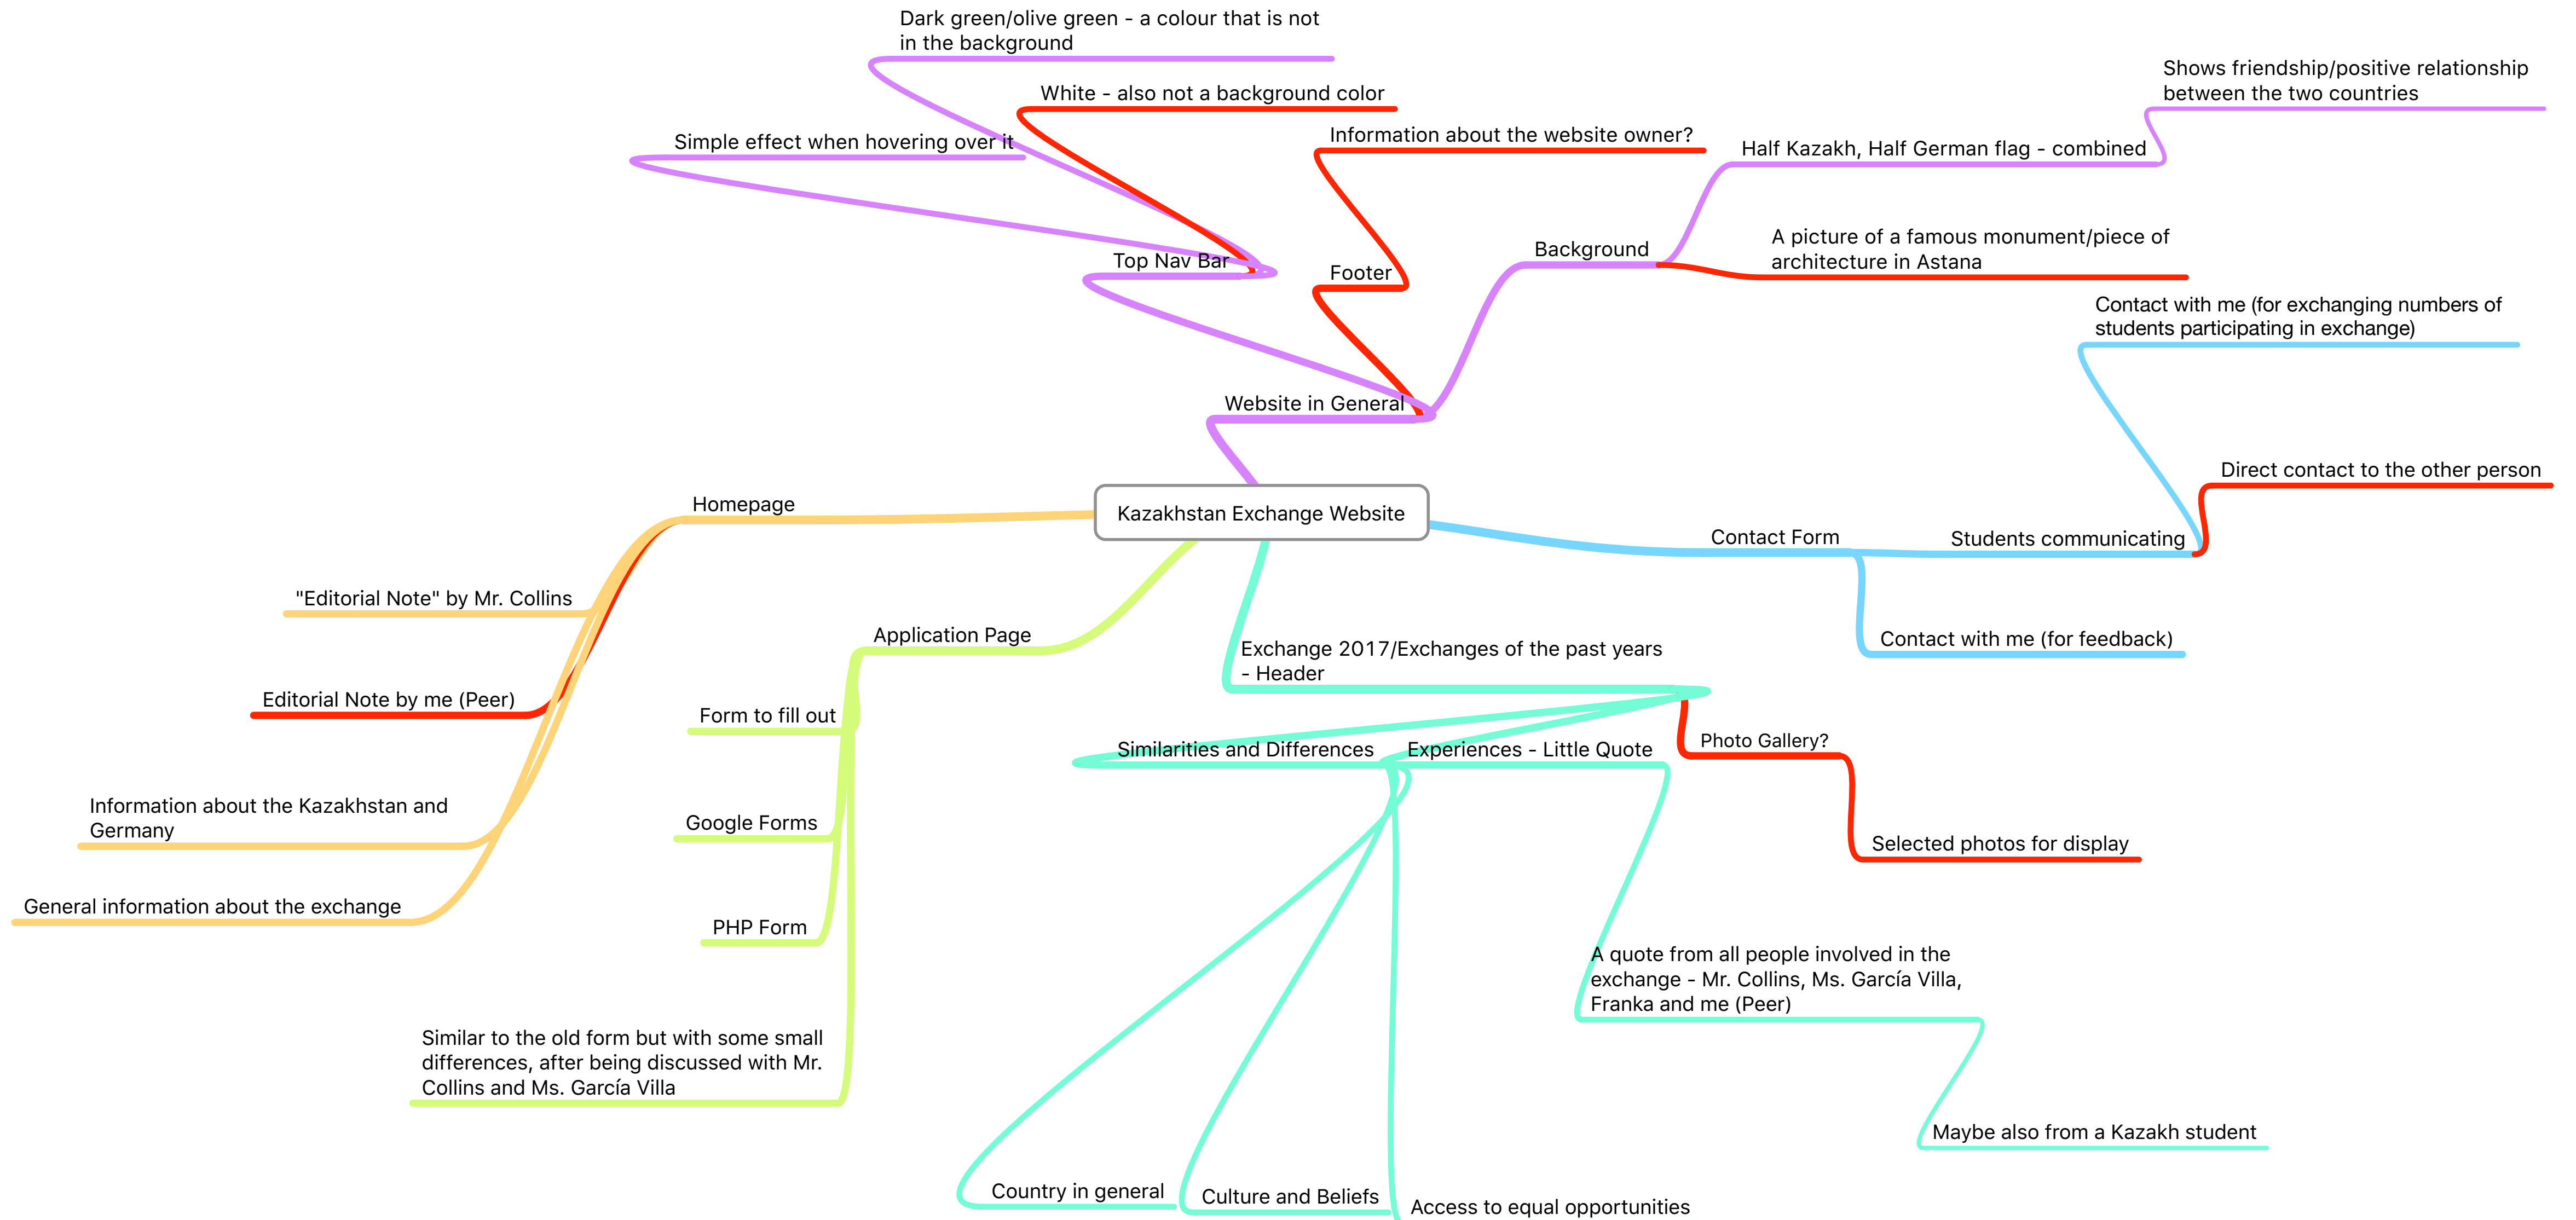 Dark green/olive green - a colour that is not
in the background
White - also not a background color
Simple effect when hovering over it
Top Nav Bar
Information about the website owner?
Footer
Shows friendship/positive relationship
between the two countries
Half Kazakh, Half German flag - combined
Background
A picture of a famous monument/piece of
architecture in Astana
Website in General
Contact with me (for exchanging numbers of
students participating in exchange)
Direct contact to the other person
Kazakhstan Exchange Website
Contact Form
Students communicating
Contact with me (for feedback)
Homepage
"Editorial Note" by Mr. Collins
Editorial Note by me (Peer)
Information about the Kazakhstan and
Germany
General information about the exchange
Application Page
Form to fill out
Google Forms
PHP Form
Similar to the old form but with some small
differences, after being discussed with Mr.
Collins and Ms. García Villa
Exchange 2017/Exchanges of the past years
- Header
Similarities and Differences
Experiences - Little Quote
Photo Gallery?
Selected photos for display
A quote from all people involved in the
exchange - Mr. Collins, Ms. García Villa,
Franka and me (Peer)
Maybe also from a Kazakh student
Country in general
Culture and Beliefs
Access to equal opportunities